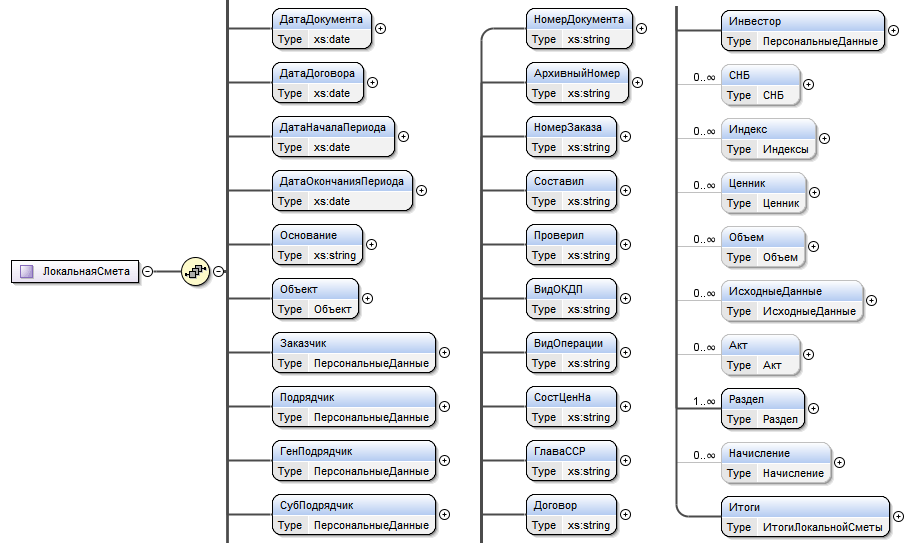 ЛокальнаяСмета
ДатаДокумента
Type xs:date
ДатаДоговора
Type xs:date
ДатаНачалаПериода
Type xs:date
ДатаОкончанияПериода
Type xs:date
Основание
Type xs:string
Объект
Type Объект
Заказчик
Type ПерсональныеДанные
Подрядчик
Type ПерсональныеДанные
ГенПодрядчик
Type ПерсональныеДанные
СубПодрядчик
Type ПерсональныеДанные
НомерДокумента
Type xs:string
АрхивныйНомер
Type xs:string
НомерЗаказа
Type xs:string
Составил
Type xs:string
Проверил
Type xs:string
ВидОКДП
Type xs:string
ВидОперации
Type xs:string
СостЦенНа
Type xs:string
ГлаваССР
Type xs:string
Договор
Type xs:string
Инвестор
Type ПерсональныеДанные
0..∞ СНБ
Type СНБ
0..∞ Индекс
Type Индексы
0..∞ Ценник
Type Ценник
0..∞ Объем
Type Объем
0..∞ ИсходныеДанные
Type ИсходныеДанные
0..∞ Акт
Type Акт
1..∞ Раздел
Type Раздел
0..∞ Начисление
Type Начисление
Итоги
Type ИтогиЛокальнойСметы